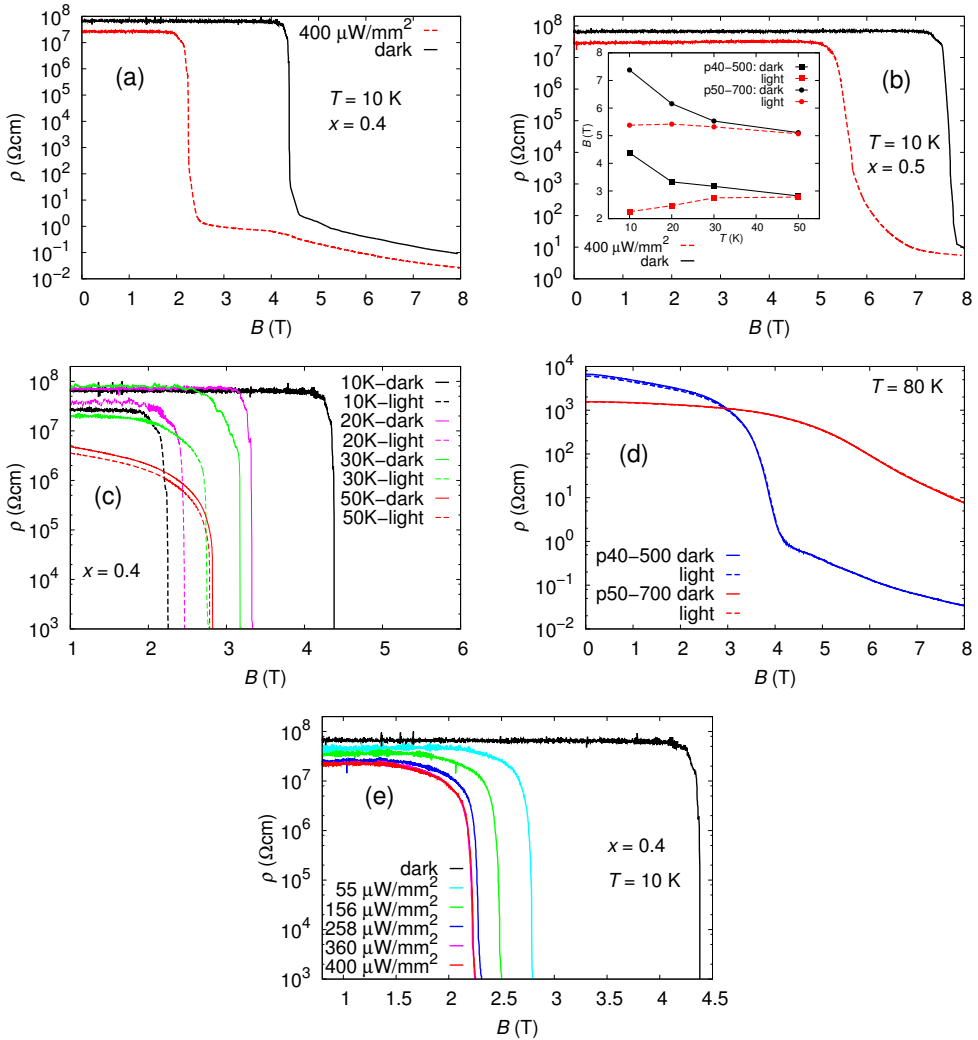 10⁸
10⁷
10⁶
10⁵
10⁴
10³
10²
10¹
10⁰
10⁻¹
10⁻²
ρ (Ωcm)
400 μW/mm²
dark
(a)
T = 10 K
x = 0.4
0 1 2 3 4 5 6 7 8
B (T)
10⁸
10⁷
10⁶
10⁵
10⁴
10³
10²
10¹
10⁰
ρ (Ωcm)
(b)
T = 10 K
x = 0.5
8
7
6
5
4
3
2
B (T)
p40−500: dark
light
p50−700: dark
light
10 20 30 40 50
T (K)
400 μW/mm²
dark
0 1 2 3 4 5 6 7 8
B (T)
10⁸
10⁷
10⁶
10⁵
10⁴
10³
ρ (Ωcm)
10K−dark
10K−light
20K−dark
20K−light
30K−dark
30K−light
50K−dark
50K−light
(c)
x = 0.4
1 2 3 4 5 6
B (T)
10⁴
10³
10²
10¹
10⁰
10⁻¹
10⁻²
ρ (Ωcm)
T = 80 K
(d)
p40−500 dark
light
p50−700 dark
light
0 1 2 3 4 5 6 7 8
B (T)
10⁸
10⁷
10⁶
10⁵
10⁴
10³
ρ (Ωcm)
(e)
x = 0.4
T = 10 K
dark
55 μW/mm²
156 μW/mm²
258 μW/mm²
360 μW/mm²
400 μW/mm²
1 1.5 2 2.5 3 3.5 4 4.5
B (T)